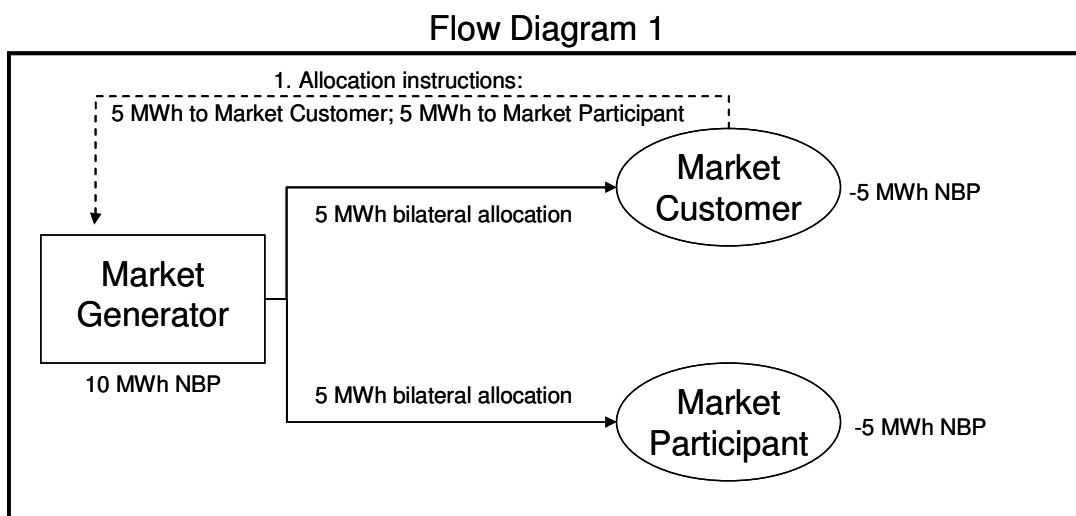 Flow Diagram 1
1. Allocation instructions:
5 MWh to Market Customer; 5 MWh to Market Participant
Market
Customer
-5 MWh NBP
5 MWh bilateral allocation
Market
Generator
10 MWh NBP
5 MWh bilateral allocation
Market
Participant
-5 MWh NBP